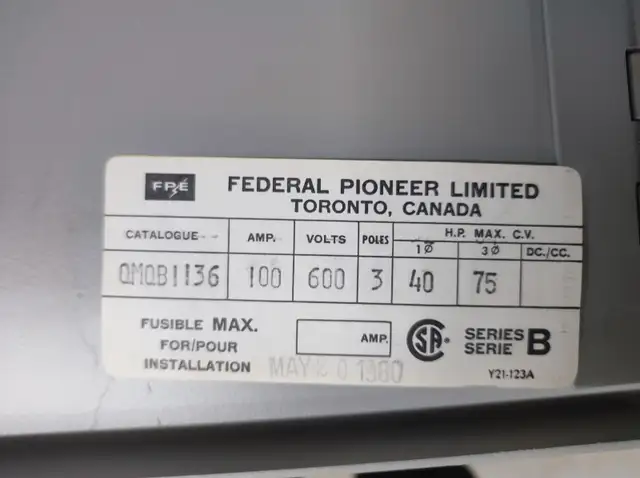 FPE FEDERAL PIONEER LIMITED
TORONTO, CANADA
CATALOGUE AMP. VOLTS POLES H.P. MAX. C.V.
1Ø 3Ø DC./CC.
QMQB1136 100 600 3 40 75
FUSIBLE MAX.
FOR/POUR
INSTALLATION
AMP.
CSA
SERIES
SERIE B
MAY 20 1980
Y21-123A